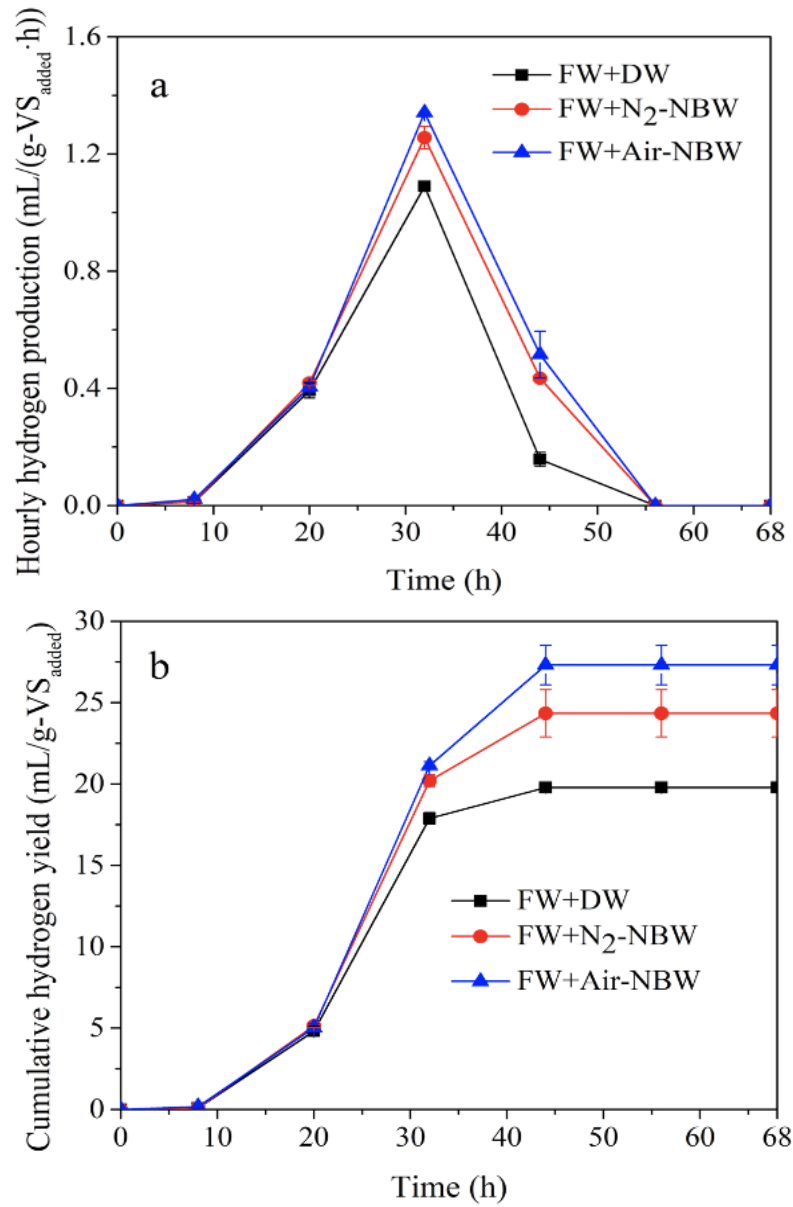 Hourly hydrogen production (mL/(g-VSadded·h))
1.6
1.2
0.8
0.4
0.0
a
FW+DW
FW+N2-NBW
FW+Air-NBW
0 10 20 30 40 50 60 68
Time (h)
Cumulative hydrogen yield (mL/g-VSadded)
30
25
20
15
10
5
0
b
FW+DW
FW+N2-NBW
FW+Air-NBW
0 10 20 30 40 50 60 68
Time (h)